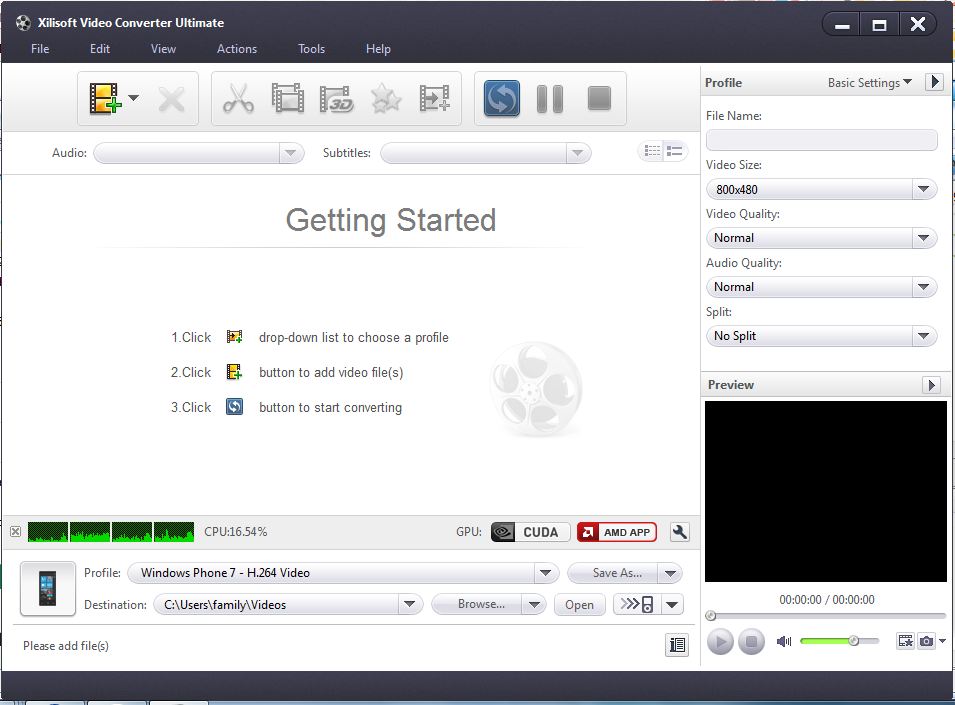 Xilisoft Video Converter Ultimate
File Edit View Actions Tools Help
3D
Audio:
Subtitles:
Getting Started
1.Click drop-down list to choose a profile
2.Click button to add video file(s)
3.Click button to start converting
CPU:16.54%
GPU: CUDA AMD APP
Profile: Windows Phone 7 - H.264 Video Save As...
Destination: C:\Users\family\Videos Browse... Open
Please add file(s)
Profile Basic Settings
File Name:
Video Size:
800x480
Video Quality:
Normal
Audio Quality:
Normal
Split:
No Split
Preview
00:00:00 / 00:00:00